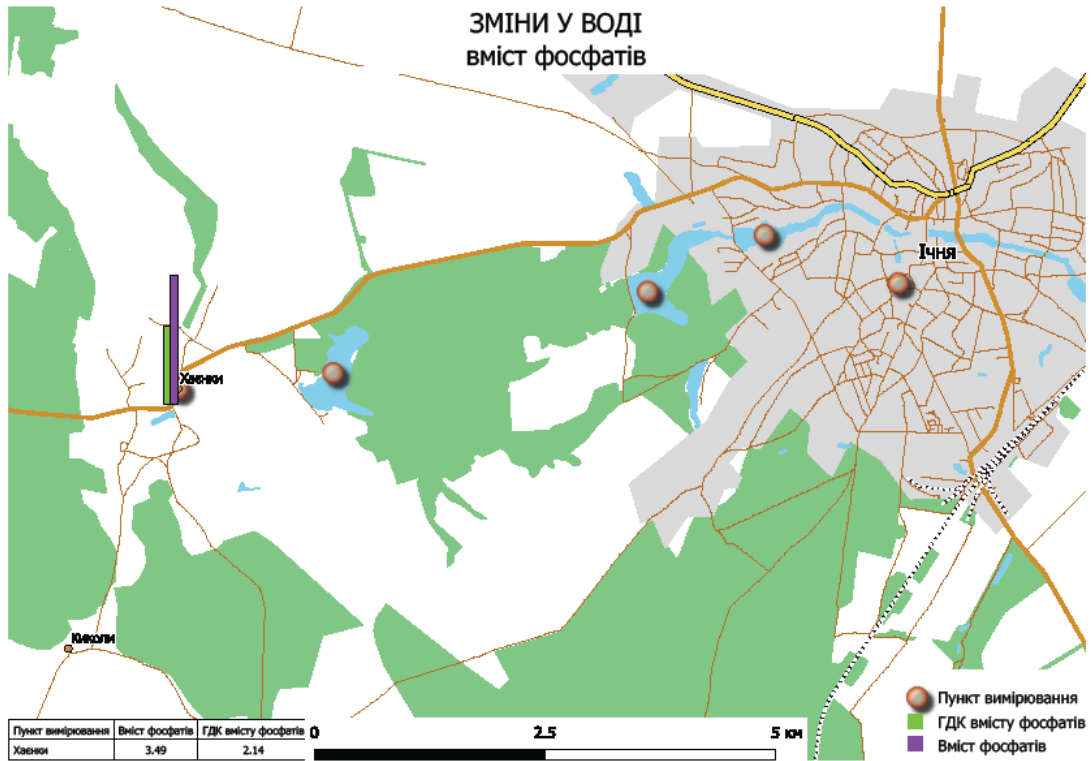 ЗМІНИ У ВОДІ
вміст фосфатів
Ічня
Хаєнки
Киколи
Пункт вимірювання
ГДК вмісту фосфатів
Вміст фосфатів
Пункт вимірювання Вміст фосфатів ГДК вмісту фосфатів
Хаєнки 3.49 2.14
0 2.5 5 км